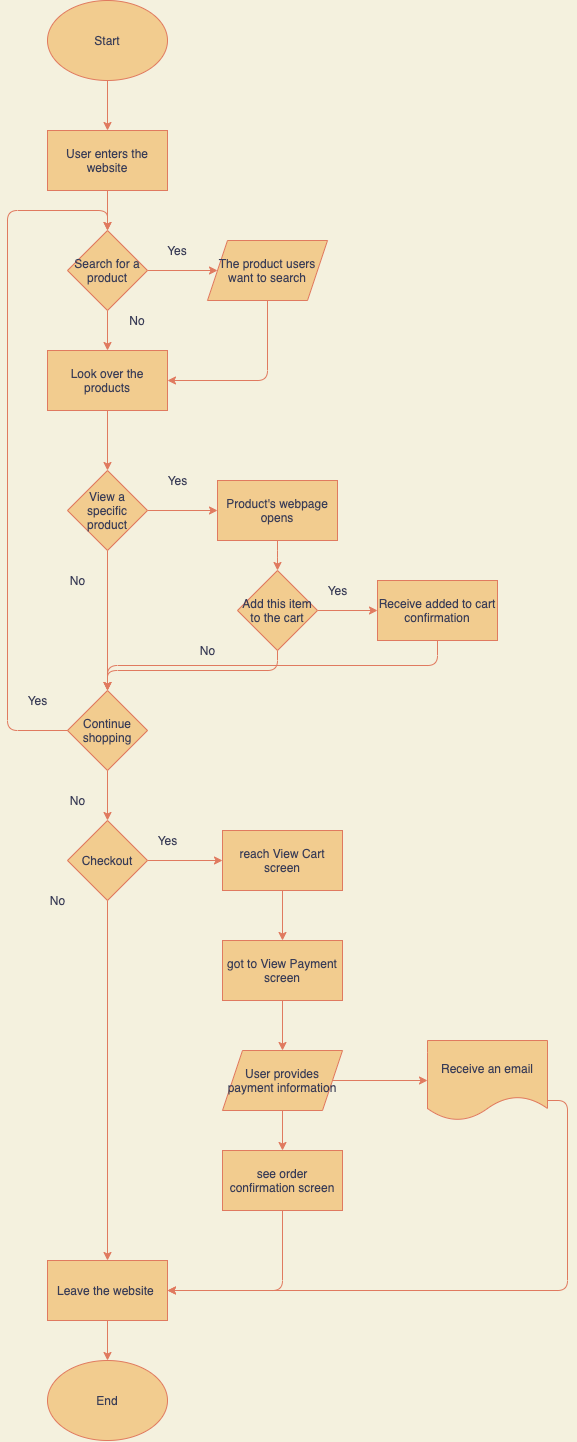 Start
User enters the
website
Yes
Search for a
product
The product users
want to search
No
Look over the
products
Yes
View a
specific
product
Product's webpage
opens
No
Yes
Add this item
to the cart
Receive added to cart
confirmation
No
Yes
Continue
shopping
No
Yes
Checkout
reach View Cart
screen
No
got to View Payment
screen
User provides
payment information
Receive an email
see order
confirmation screen
Leave the website
End